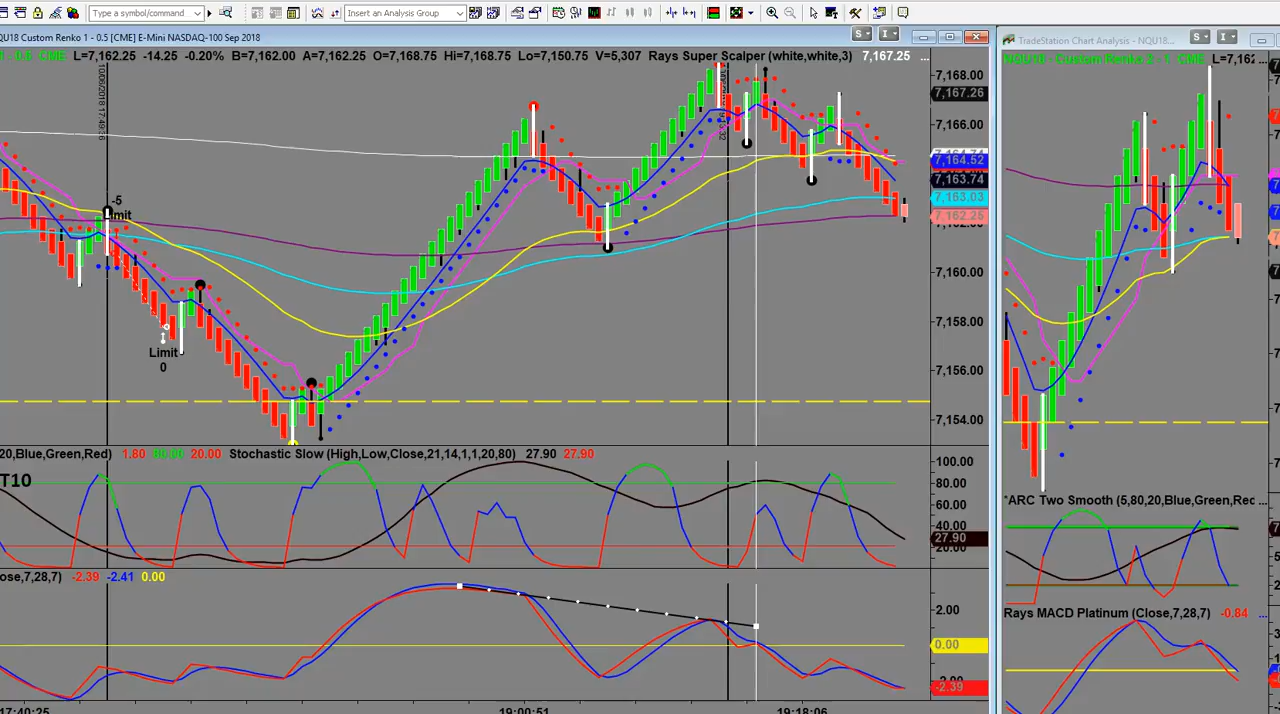 Type a symbol/command
Insert an Analysis Group
QU18 Custom Renko 1 - 0.5 [CME] E-Mini NASDAQ-100 Sep 2018
S
I
TradeStation Chart Analysis - NQU18...
S
I
: 0.5 CME L=7,162.25 -14.25 -0.20% B=7,162.00 A=7,162.25 O=7,168.75 Hi=7,168.75 Lo=7,150.75 V=5,307 Rays Super Scalper (white,white,3) 7,167.25 ...
NQU18 - Custom Renko 2 - 1 CME L=7,162
7,168.00
7,167.26
7,166.00
7,164.52
7,163.74
7,163.03
7,162.25
7,160.00
7,158.00
7,156.00
7,154.00
-5
Limit
Limit
0
20,Blue,Green,Red) 1.80 80.00 20.00 Stochastic Slow (High,Low,Close,21,14,1,1,20,80) 27.90 27.90
T10
100.00
80.00
60.00
40.00
27.90
20.00
*ARC Two Smooth (5,80,20,Blue,Green,Rec ...
lose,7,28,7) -2.39 -2.41 0.00
2.00
0.00
-2.39
Rays MACD Platinum (Close,7,28,7) -0.84 ...
17:40:25
19:00:51
19:18:06